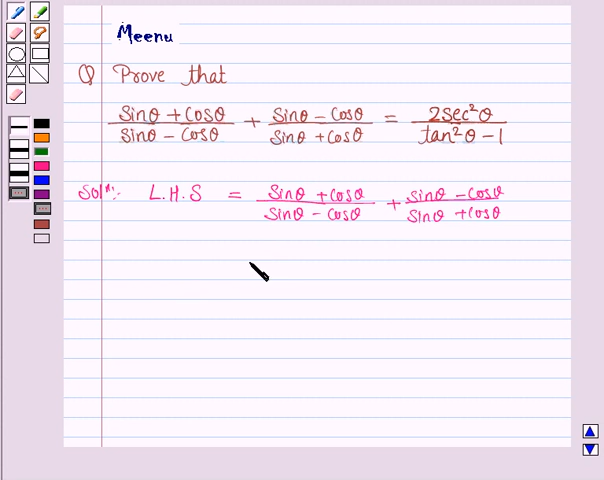 Meenu
Q Prove that
(Sinθ + Cosθ)/(Sinθ − Cosθ) + (Sinθ − Cosθ)/(Sinθ + Cosθ) = (2Sec²θ)/(tan²θ − 1)
Solⁿ:- L.H.S = (Sinθ + Cosθ)/(Sinθ − Cosθ) + (Sinθ − Cosθ)/(Sinθ + Cosθ)